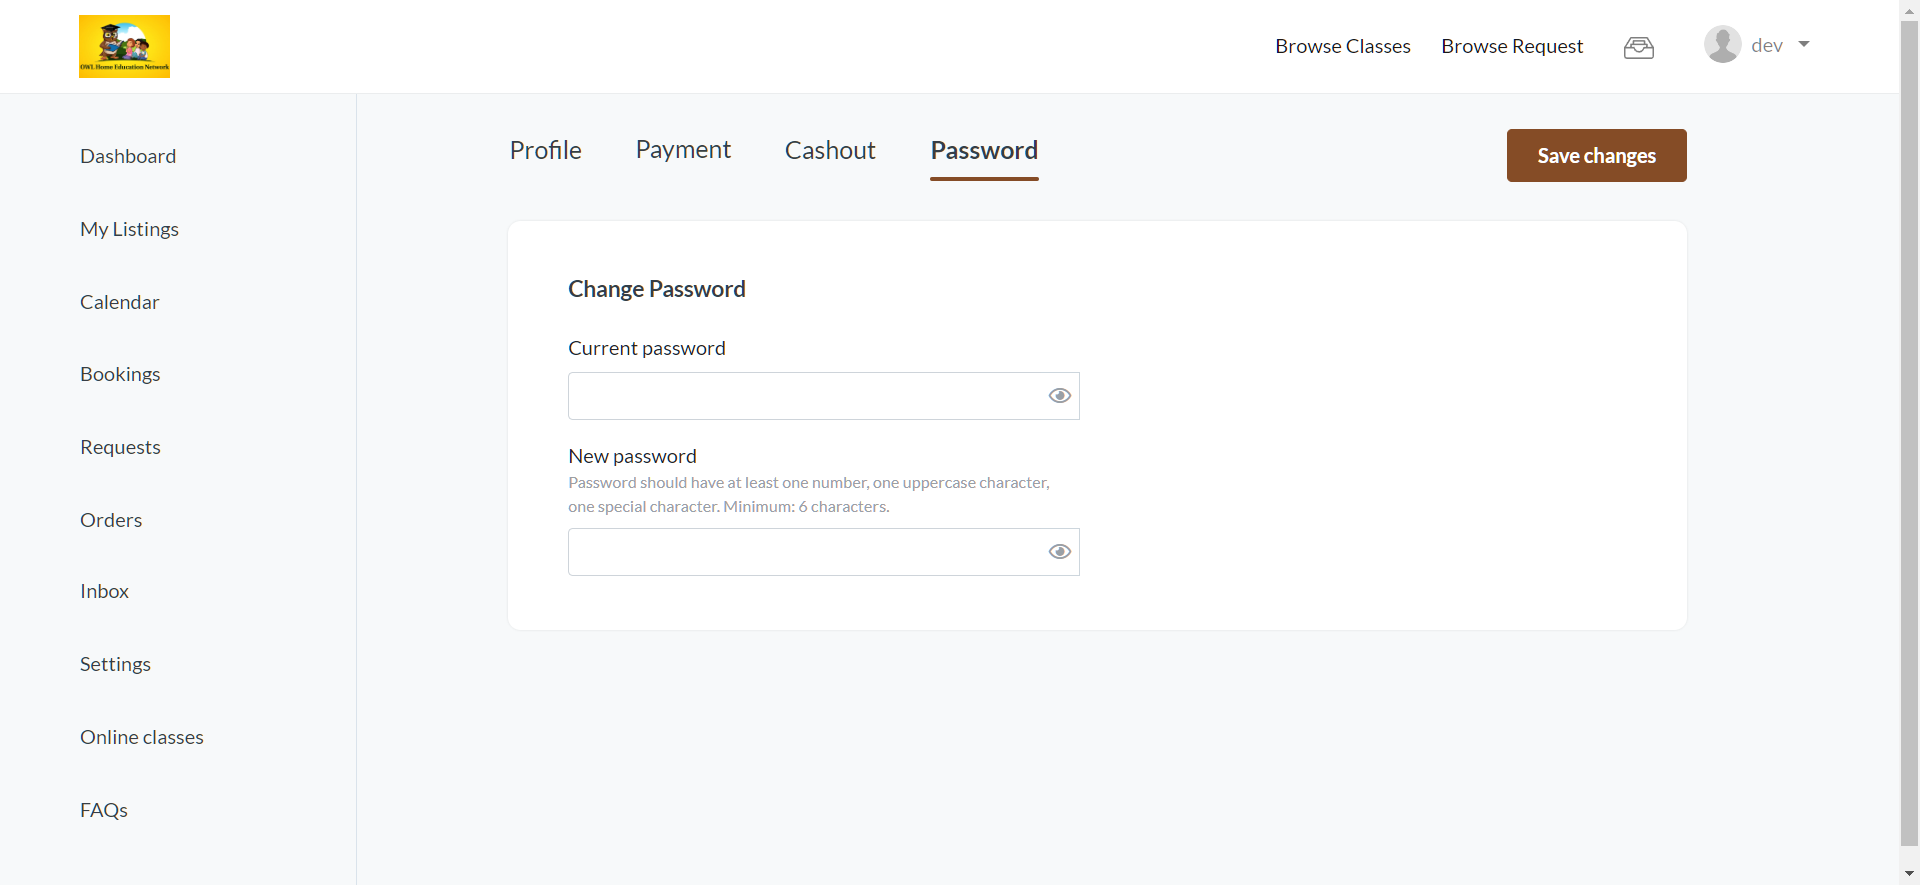 OWL Home Education Network
Browse Classes
Browse Request
dev
Dashboard
My Listings
Calendar
Bookings
Requests
Orders
Inbox
Settings
Online classes
FAQs
Profile
Payment
Cashout
Password
Save changes
Change Password
Current password
New password
Password should have at least one number, one uppercase character,
one special character. Minimum: 6 characters.